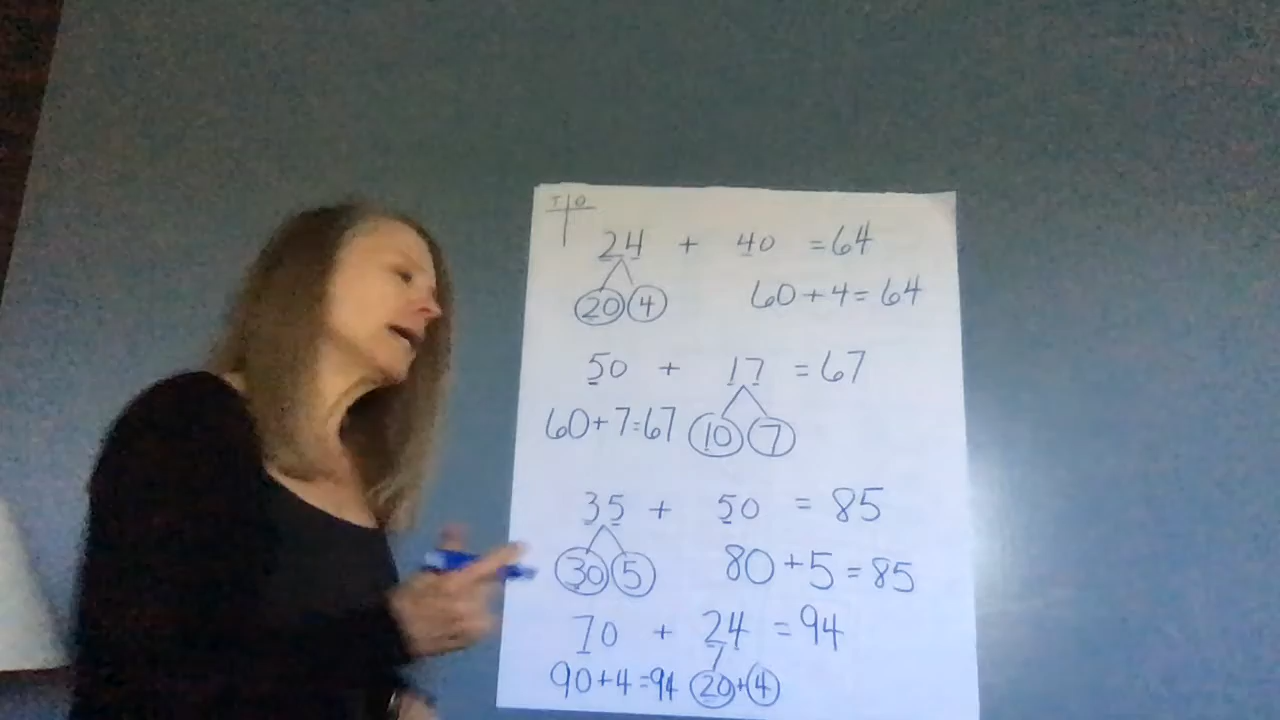 T O
24 + 40 = 64
20 4 60 + 4 = 64
50 + 17 = 67
60 + 7 = 67 10 7
35 + 50 = 85
30 5 80 + 5 = 85
70 + 24 = 94
90 + 4 = 94 20 + 4